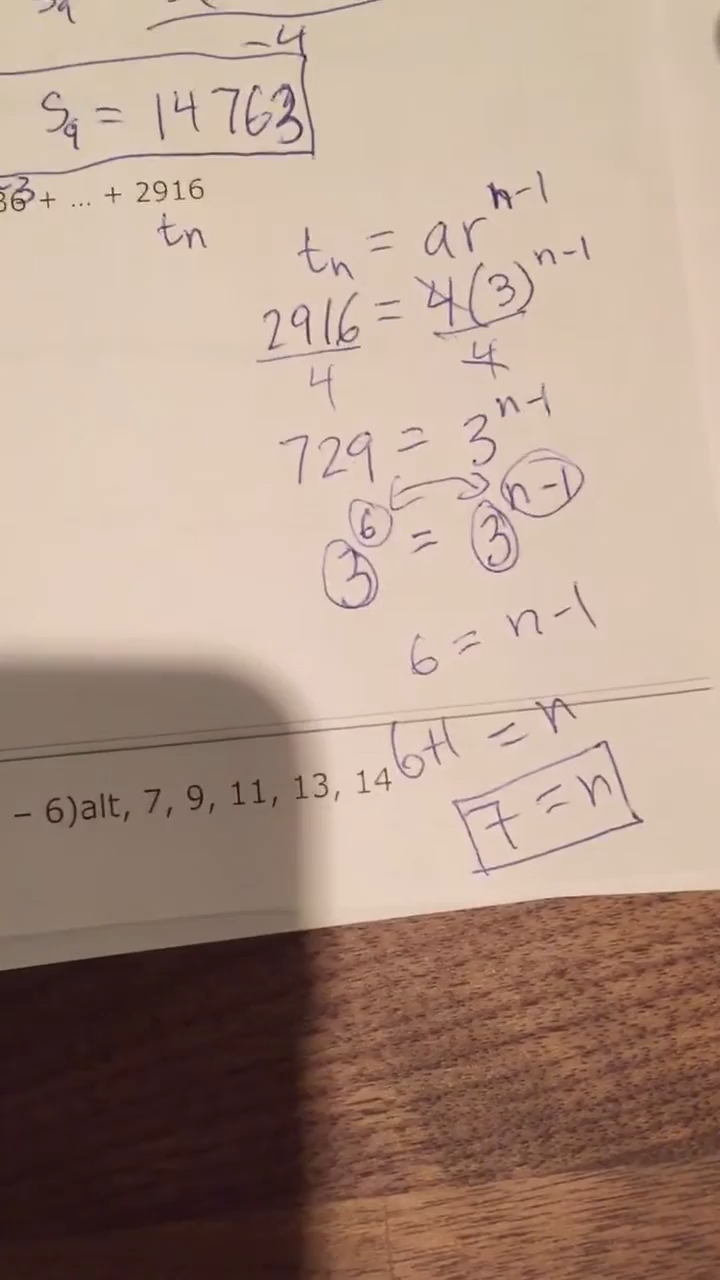 -4
S9 = 14763
36 + ... + 2916
tn
tn = ar^n-1
2916 = 4(3)^n-1
4 4
729 = 3^n-1
3^6 = 3^n-1
6 = n-1
6+1 = n
- 6)alt, 7, 9, 11, 13, 14
7 = n